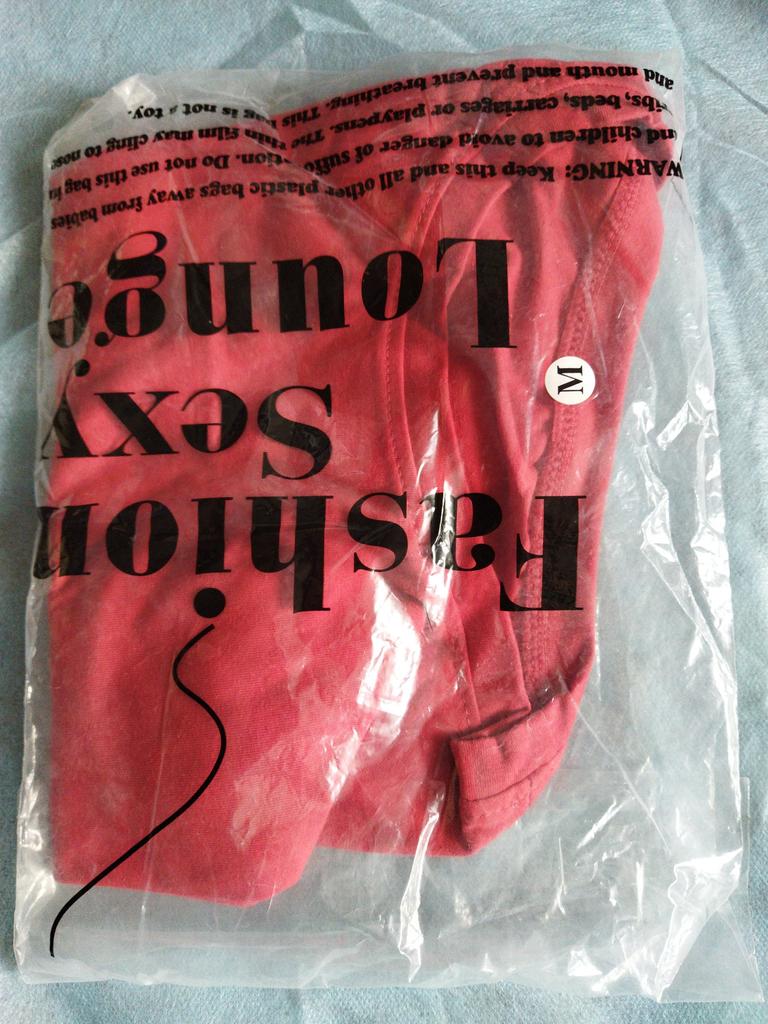 Fashion
Sexy
Lounge
M
WARNING: Keep this and all other plastic bags away from babies
and children to avoid danger of suffocation. Do not use this bag in
cribs, beds, carriages or playpens. The thin film may cling to nose
and mouth and prevent breathing. This bag is not a toy.